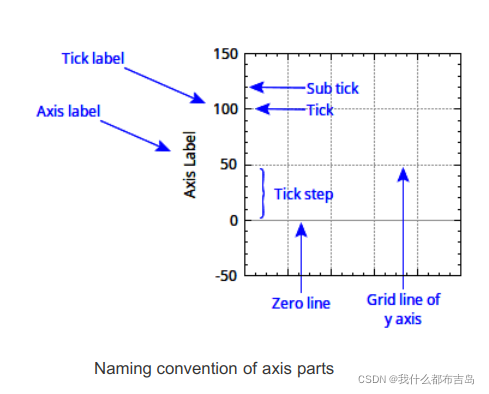 150
Tick label
Sub tick
100
Tick
Axis label
Axis Label
50
Tick step
0
-50
Zero line
Grid line of
y axis
Naming convention of axis parts
CSDN @我什么都布吉岛